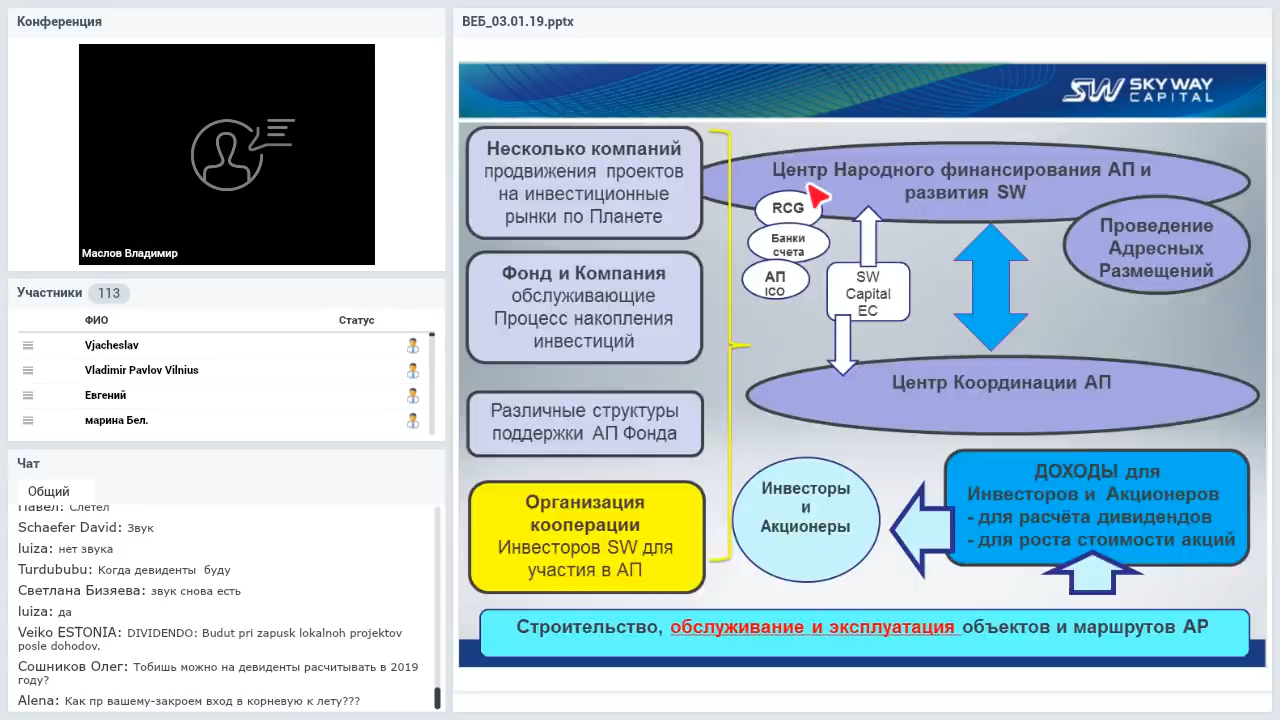 Конференция
Маслов Владимир
Участники 113
ФИО Статус
Vjacheslav
Vladimir Pavlov Vilnius
Евгений
марина Бел.
Чат
Общий
Павел: Слетел
Schaefer David: Звук
luiza: нет звука
Turdububu: Когда девиденты буду
Светлана Бизяева: звук снова есть
luiza: да
Veiko ESTONIA: DIVIDENDO: Budut pri zapusk lokalnoh projektov
posle dohodov.
Сошников Олег: Тобишь можно на девиденты расчитывать в 2019
году?
Alena: Как пр вашему-закроем вход в корневую к лету???
ВЕБ_03.01.19.pptx
SW SKY WAY
CAPITAL
Несколько компаний
продвижения проектов
на инвестиционные
рынки по Планете
Фонд и Компания
обслуживающие
Процесс накопления
инвестиций
Различные структуры
поддержки АП Фонда
Организация
кооперации
Инвесторов SW для
участия в АП
Центр Народного финансирования АП и
развития SW
RCG
Банки
счета
АП
ICO
SW
Capital
EC
Проведение
Адресных
Размещений
Центр Координации АП
Инвесторы
и
Акционеры
ДОХОДЫ для
Инвесторов и Акционеров
- для расчёта дивидендов
- для роста стоимости акций
Строительство, обслуживание и эксплуатация объектов и маршрутов АР